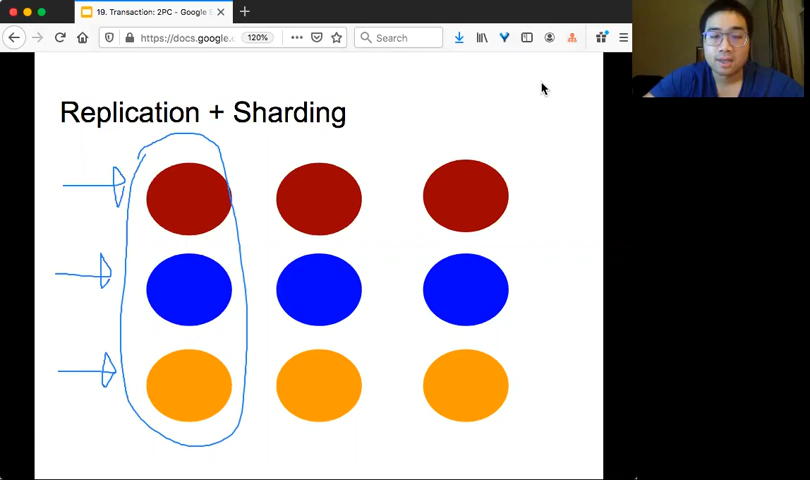 19. Transaction: 2PC - Google
https://docs.google.
120%
Search
Replication + Sharding